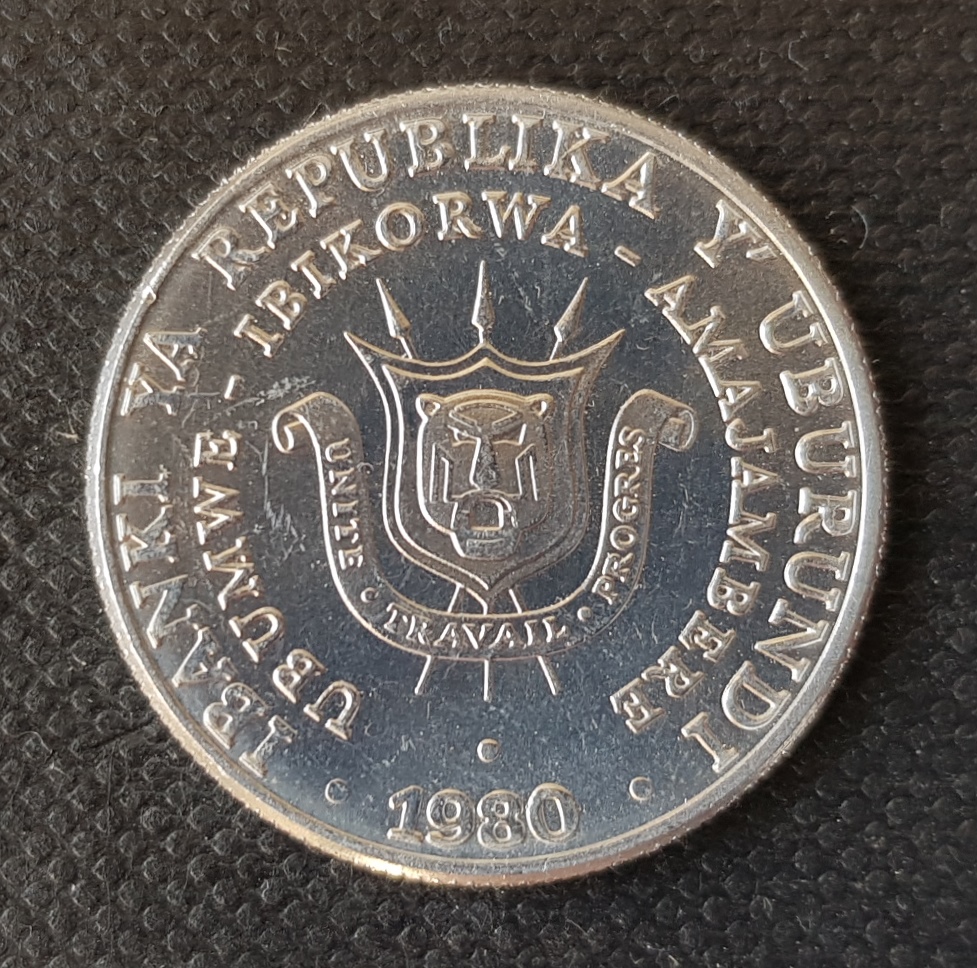 IBANKI YA REPUBLIKA Y'UBURUNDI
UBUMWE - IBIKORWA - AMAJAMBERE
UNITE • TRAVAIL • PROGRES
1980